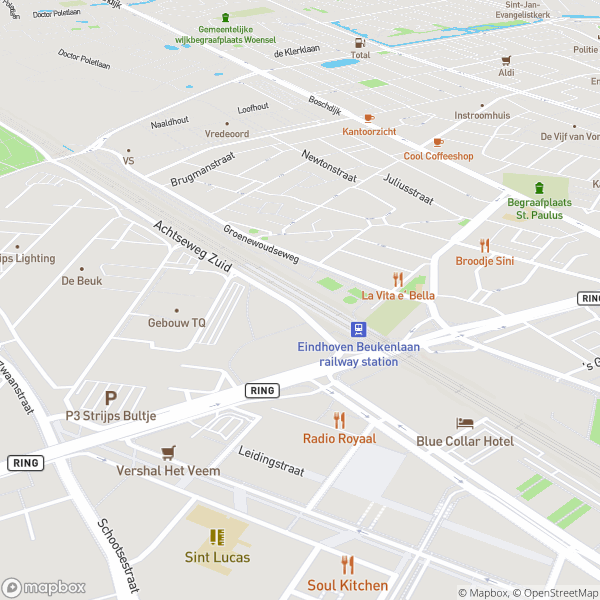 Doctor Poletlaan
schdijk
Gemeentelijke
wijkbegraafplaats Woensel
de Klerklaan
Total
Sint-Jan-
Evangelistkerk
Politie
Aldi
Doctor Poletlaan
Boschdijk
Loofhout
Naaldhout
Vredeoord
Kantoorzicht
Instroomhuis
De Vijf van Vor
VS
Brugmanstraat
Newtonstraat
Cool Coffeeshop
Juliusstraat
Begraafplaats
St. Paulus
Achtseweg Zuid
Groenewoudseweg
ips Lighting
De Beuk
Broodje Sini
La Vita e' Bella
RING
Gebouw TQ
Eindhoven Beukenlaan
railway station
's G
Zwaanstraat
P
P3 Strijps Bultje
RING
Radio Royaal
Blue Collar Hotel
RING
Vershal Het Veem
Leidingstraat
Schootsestraat
Sint Lucas
Soul Kitchen
mapbox
© Mapbox, © OpenStreetMap